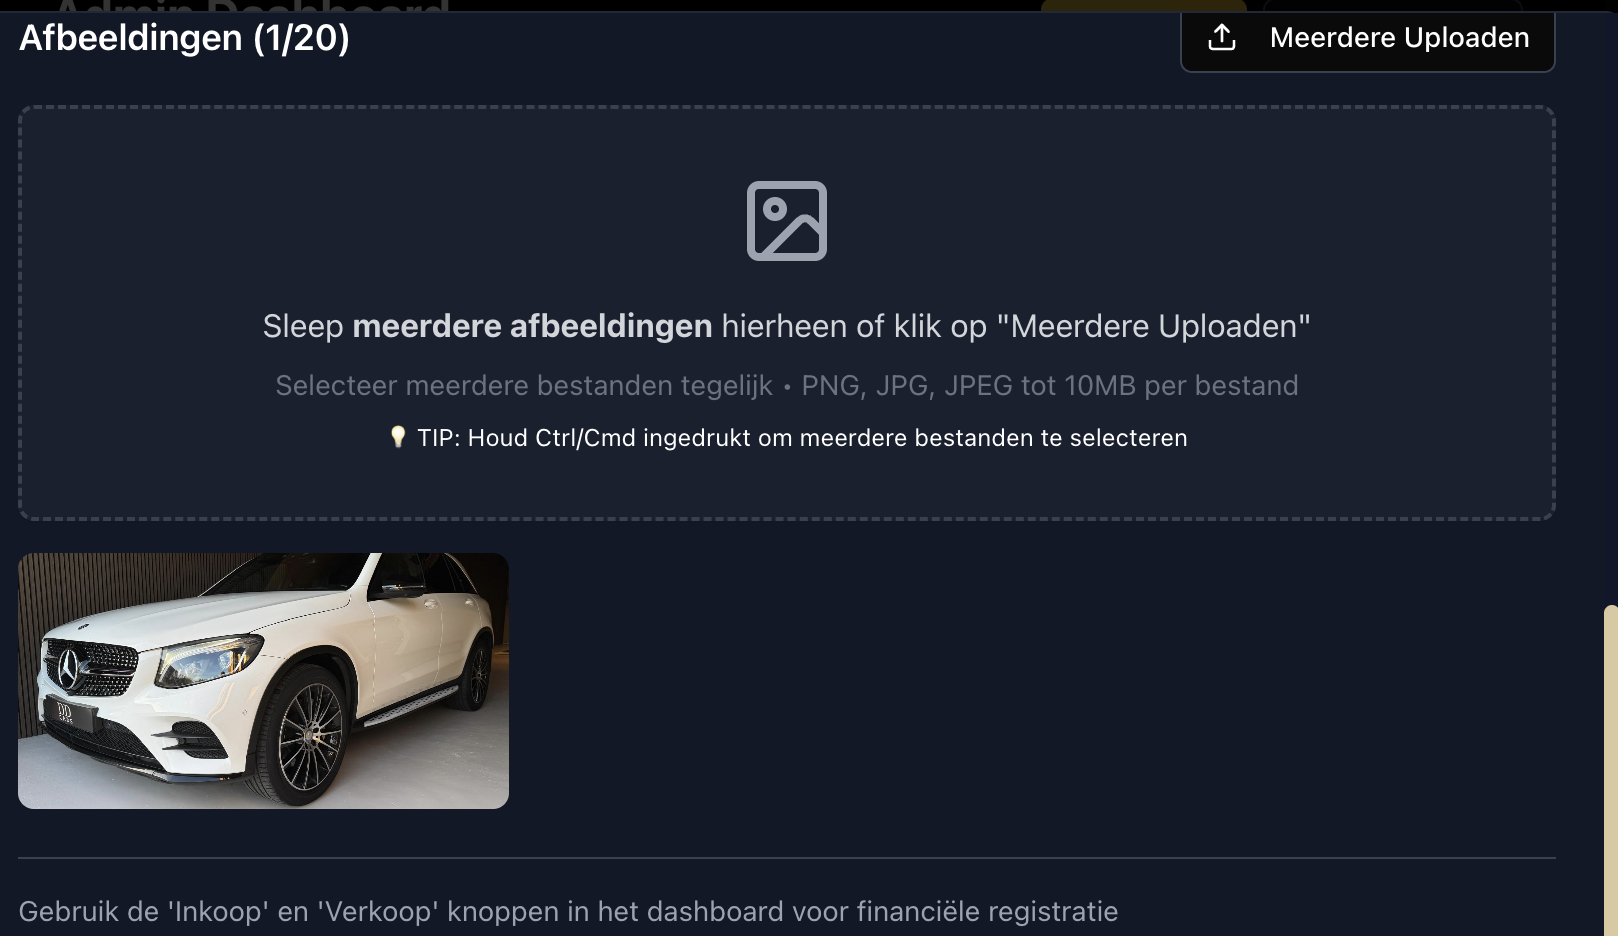 Admin Dashboard
Afbeeldingen (1/20)
Meerdere Uploaden
Sleep meerdere afbeeldingen hierheen of klik op "Meerdere Uploaden"
Selecteer meerdere bestanden tegelijk • PNG, JPG, JPEG tot 10MB per bestand
💡 TIP: Houd Ctrl/Cmd ingedrukt om meerdere bestanden te selecteren
Gebruik de 'Inkoop' en 'Verkoop' knoppen in het dashboard voor financiële registratie